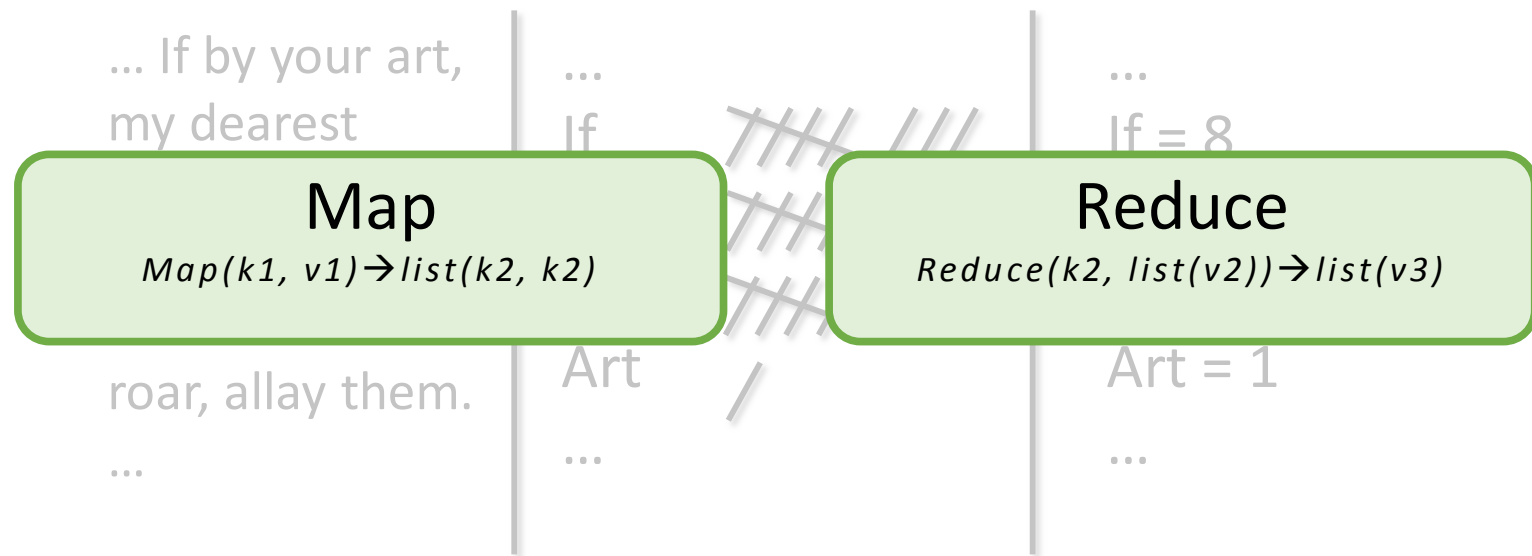 … If by your art,
my dearest
roar, allay them.
…
…
If
Art
…
…
If = 8
Art = 1
…
Map
Map(k1, v1)→list(k2, k2)
Reduce
Reduce(k2, list(v2))→list(v3)